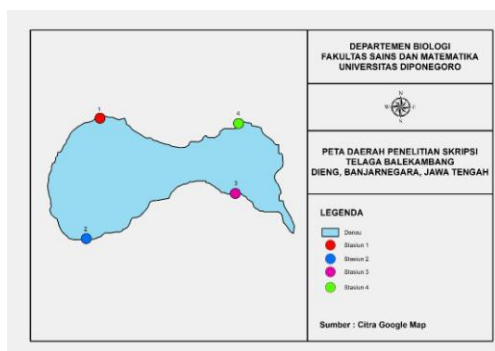 1
4
3
2
DEPARTEMEN BIOLOGI
FAKULTAS SAINS DAN MATEMATIKA
UNIVERSITAS DIPONEGORO
N
PETA DAERAH PENELITIAN SKRIPSI
TELAGA BALEKAMBANG
DIENG, BANJARNEGARA, JAWA TENGAH
LEGENDA
Danau
Stasiun 1
Stasiun 2
Stasiun 3
Stasiun 4
Sumber : Citra Google Map